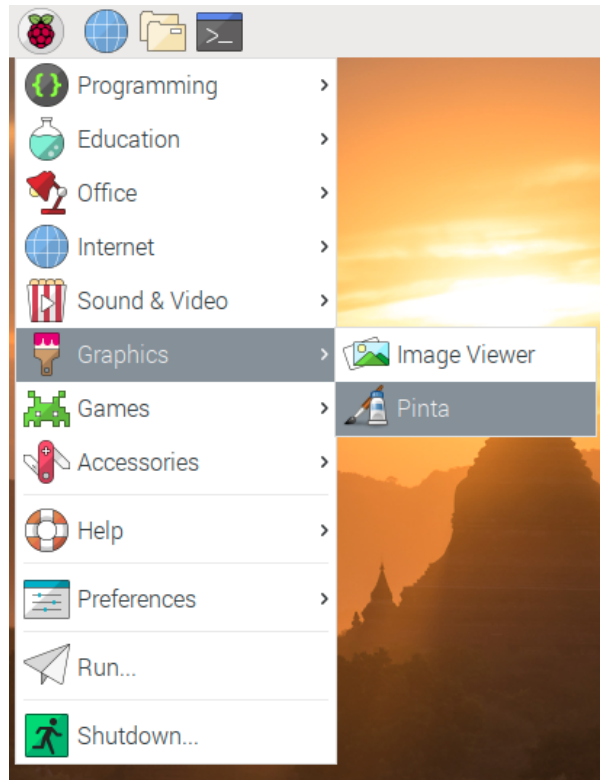 >_
Programming
Education
Office
Internet
Sound & Video
Graphics
Image Viewer
Games
Pinta
Accessories
Help
Preferences
Run...
Shutdown...